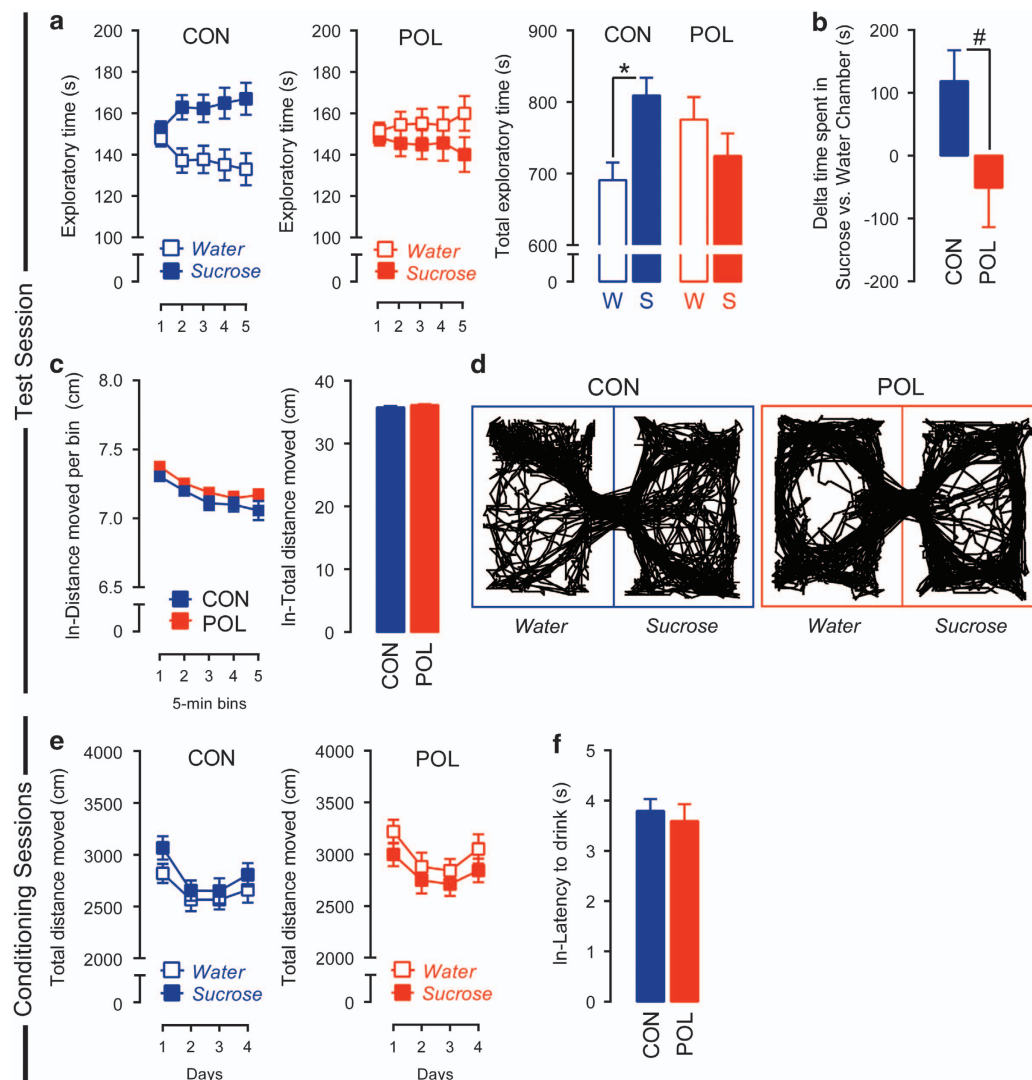 Test Session
a
CON
Exploratory time (s)
200
180
160
140
120
100
0
Water
Sucrose
1 2 3 4 5
POL
Exploratory time (s)
200
180
160
140
120
100
0
Water
Sucrose
1 2 3 4 5
CON POL
Total exploratory time (s)
900
800
700
600
0
*
W S W S
b
Delta time spent in
Sucrose vs. Water Chamber (s)
200
100
0
-100
-200
#
CON
POL
c
In-Distance moved per bin (cm)
8.0
7.5
7.0
6.5
0
CON
POL
1 2 3 4 5
5-min bins
In-Total distance moved (cm)
40
30
20
10
0
CON
POL
d
CON POL
Water Sucrose Water Sucrose
Conditioning Sessions
e
CON
Total distance moved (cm)
4000
3500
3000
2500
2000
0
Water
Sucrose
1 2 3 4
Days
POL
Total distance moved (cm)
4000
3500
3000
2500
2000
0
Water
Sucrose
1 2 3 4
Days
f
In-Latency to drink (s)
5
4
3
2
1
0
CON
POL